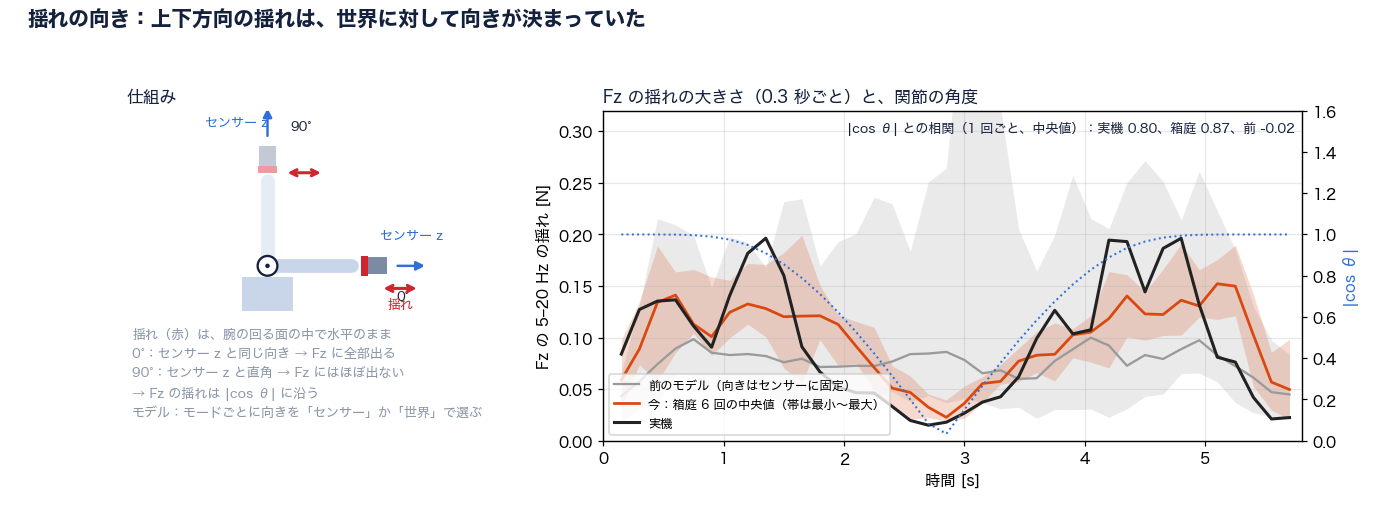 揺れの向き：上下方向の揺れは、世界に対して向きが決まっていた
仕組み
センサー z
90°
センサー z
0°
揺れ
揺れ（赤）は、腕の回る面の中で水平のまま
0°：センサー z と同じ向き → Fz に全部出る
90°：センサー z と直角 → Fz にはほぼ出ない
→ Fz の揺れは |cos θ| に沿う
モデル：モードごとに向きを「センサー」か「世界」で選ぶ
Fz の揺れの大きさ（0.3 秒ごと）と、関節の角度
|cos θ| との相関（1 回ごと、中央値）：実機 0.80、箱庭 0.87、前 -0.02
Fz の 5–20 Hz の揺れ [N]
0.30
0.25
0.20
0.15
0.10
0.05
0.00
1.6
1.4
1.2
1.0
0.8
0.6
0.4
0.2
0.0
|cos θ|
前のモデル（向きはセンサーに固定）
今：箱庭 6 回の中央値（帯は最小〜最大）
実機
0 1 2 3 4 5
時間 [s]